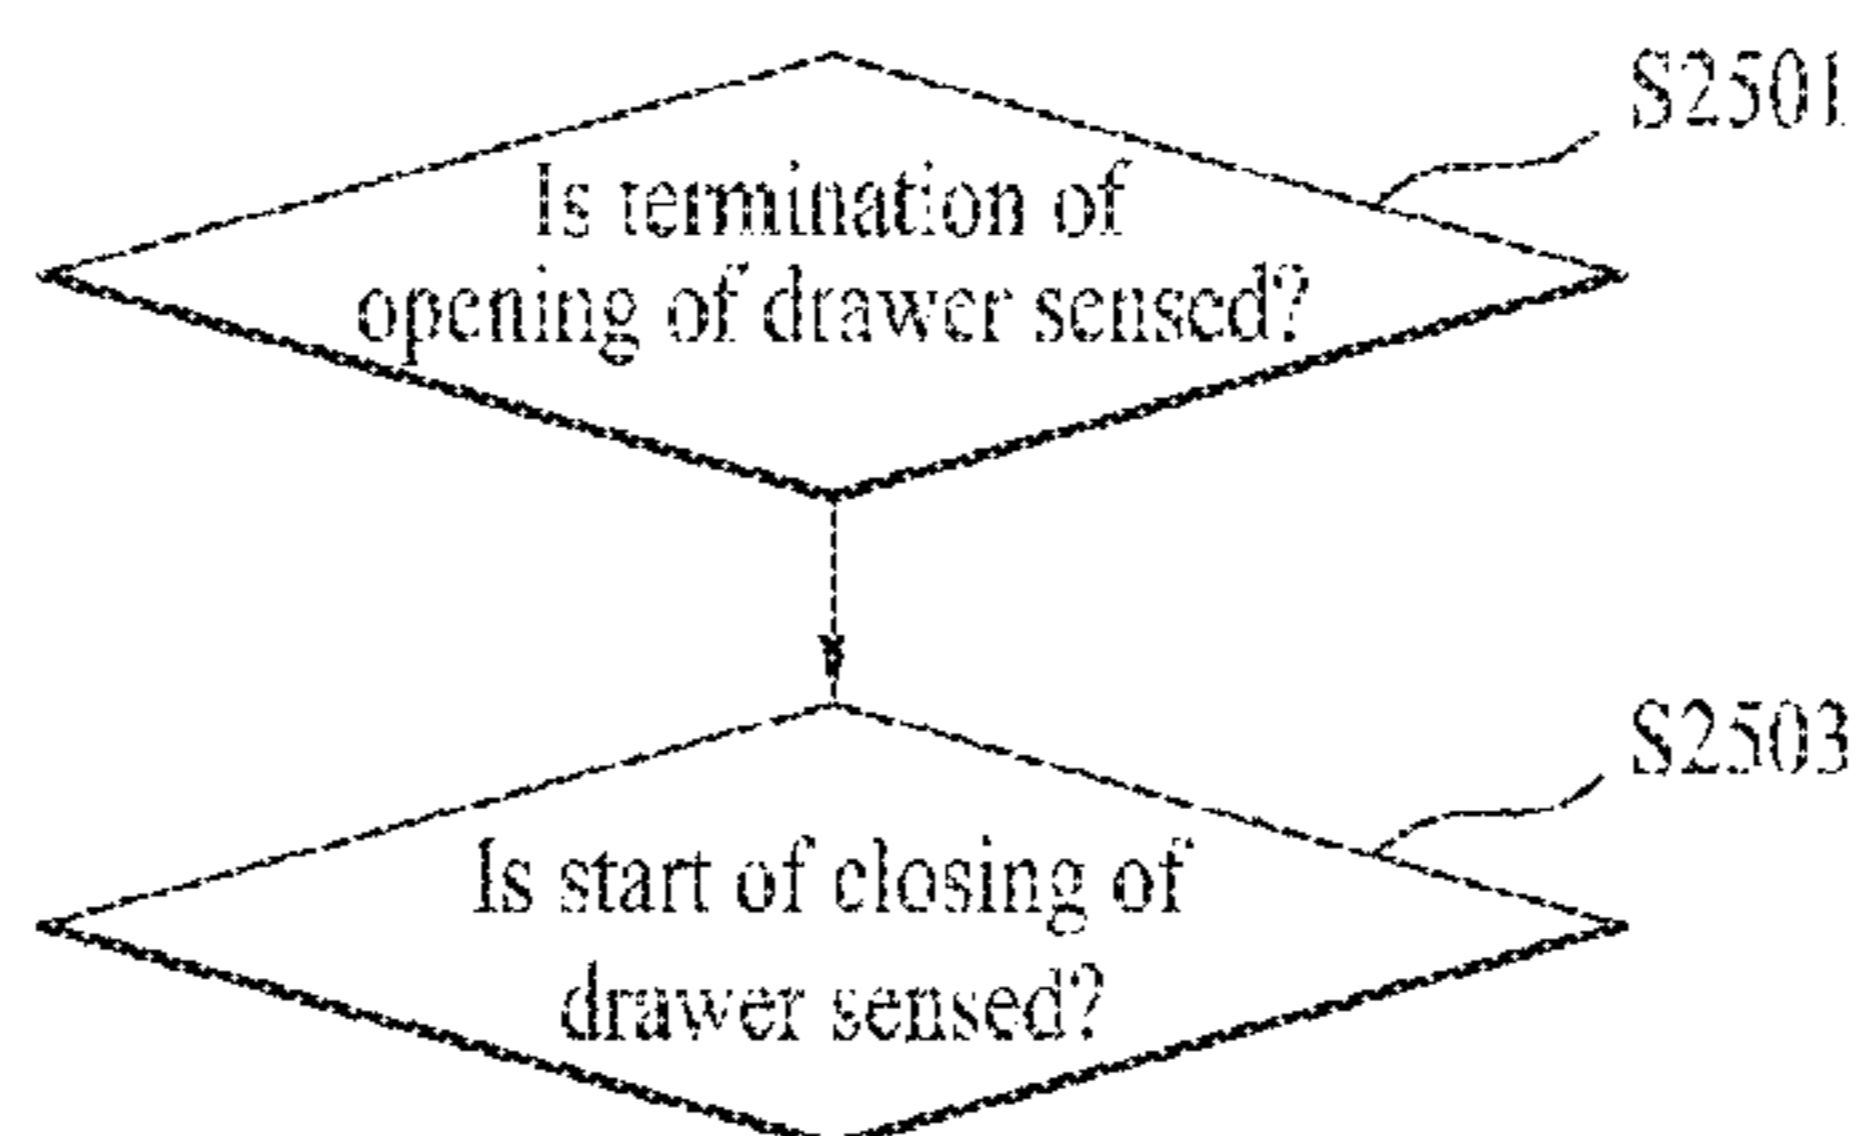 S2501
Is termination of
opening of drawer sensed?
S2503
Is start of closing of
drawer sensed?